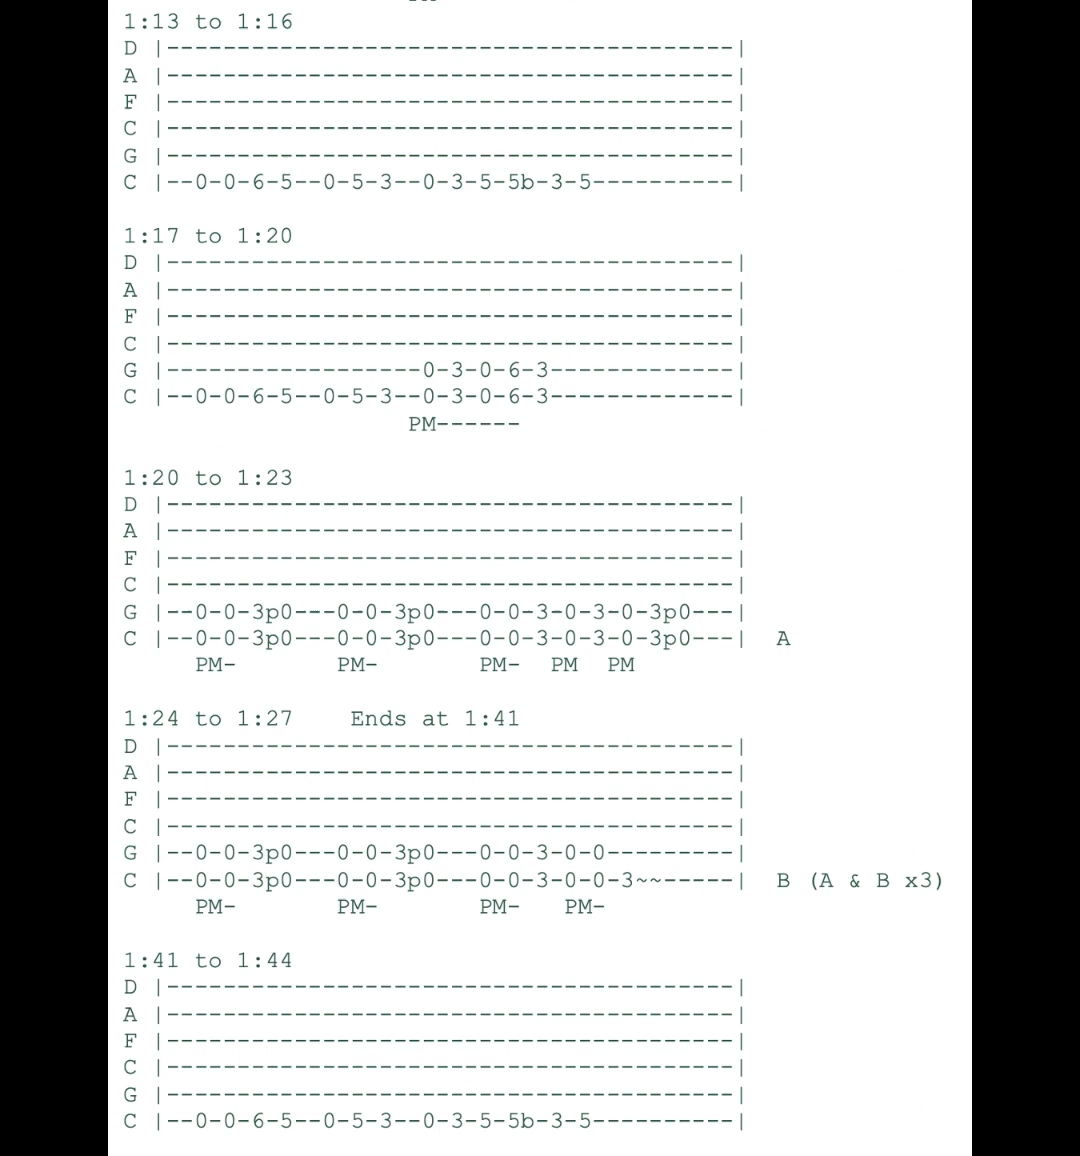 1:13 to 1:16
D |----------------------------------------|
A |----------------------------------------|
F |----------------------------------------|
C |----------------------------------------|
G |----------------------------------------|
C |--0-0-6-5--0-5-3--0-3-5-5b-3-5----------|
1:17 to 1:20
D |----------------------------------------|
A |----------------------------------------|
F |----------------------------------------|
C |----------------------------------------|
G |------------------0-3-0-6-3-------------|
C |--0-0-6-5--0-5-3--0-3-0-6-3-------------|
PM------
1:20 to 1:23
D |----------------------------------------|
A |----------------------------------------|
F |----------------------------------------|
C |----------------------------------------|
G |--0-0-3p0---0-0-3p0---0-0-3-0-3-0-3p0---|
C |--0-0-3p0---0-0-3p0---0-0-3-0-3-0-3p0---|  A
PM-       PM-       PM-  PM  PM
1:24 to 1:27    Ends at 1:41
D |----------------------------------------|
A |----------------------------------------|
F |----------------------------------------|
C |----------------------------------------|
G |--0-0-3p0---0-0-3p0---0-0-3-0-0---------|
C |--0-0-3p0---0-0-3p0---0-0-3-0-0-3~~-----|  B (A & B x3)
PM-       PM-       PM-   PM-
1:41 to 1:44
D |----------------------------------------|
A |----------------------------------------|
F |----------------------------------------|
C |----------------------------------------|
G |----------------------------------------|
C |--0-0-6-5--0-5-3--0-3-5-5b-3-5----------|